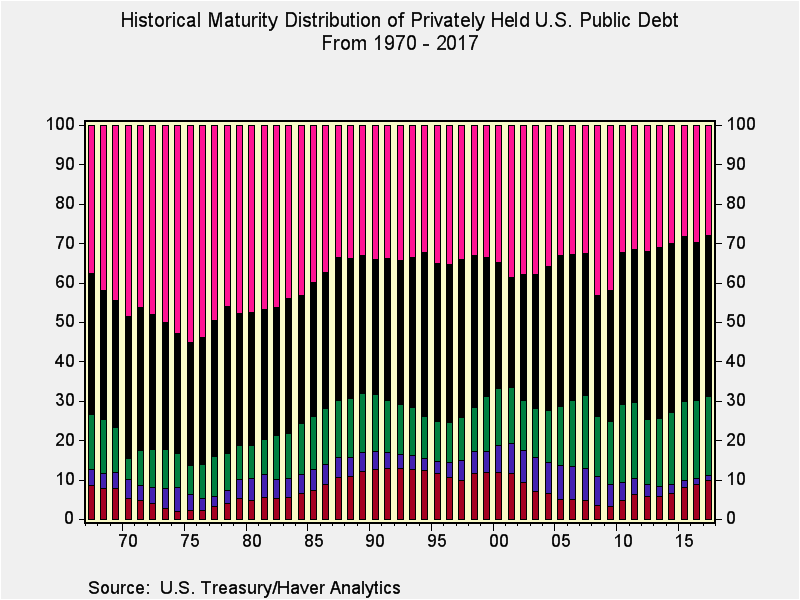 Historical Maturity Distribution of Privately Held U.S. Public Debt
From 1970 - 2017
100 100
90 90
80 80
70 70
60 60
50 50
40 40
30 30
20 20
10 10
0 0
70 75 80 85 90 95 00 05 10 15
Source: U.S. Treasury/Haver Analytics